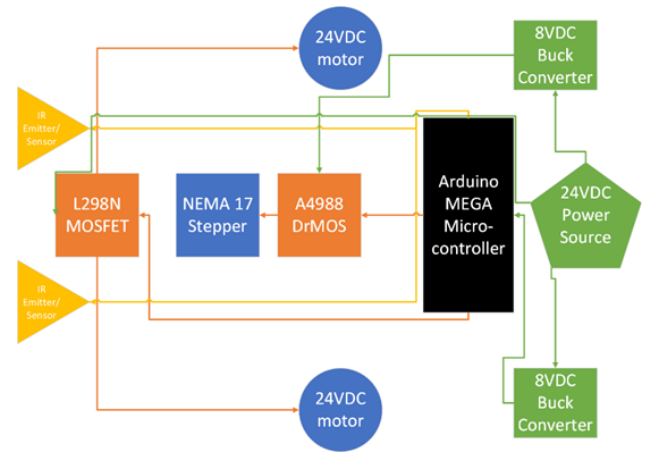 24VDC
motor
8VDC
Buck
Converter
IR
Emitter/
Sensor
L298N
MOSFET
NEMA 17
Stepper
A4988
DrMOS
Arduino
MEGA
Micro-
controller
24VDC
Power
Source
IR
Emitter/
Sensor
24VDC
motor
8VDC
Buck
Converter